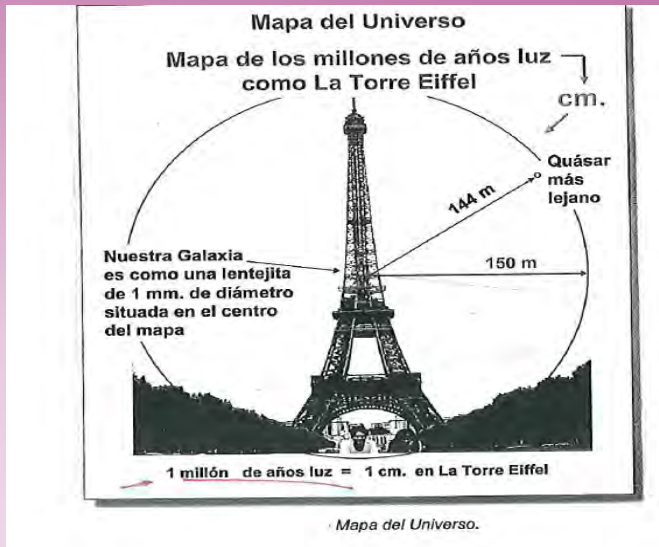 Mapa del Universo
Mapa de los millones de años luz
como La Torre Eiffel
cm.
Quásar
más
lejano
144 m
150 m
Nuestra Galaxia
es como una lentejita
de 1 mm. de diámetro
situada en el centro
del mapa
1 millón de años luz = 1 cm. en La Torre Eiffel
Mapa del Universo.